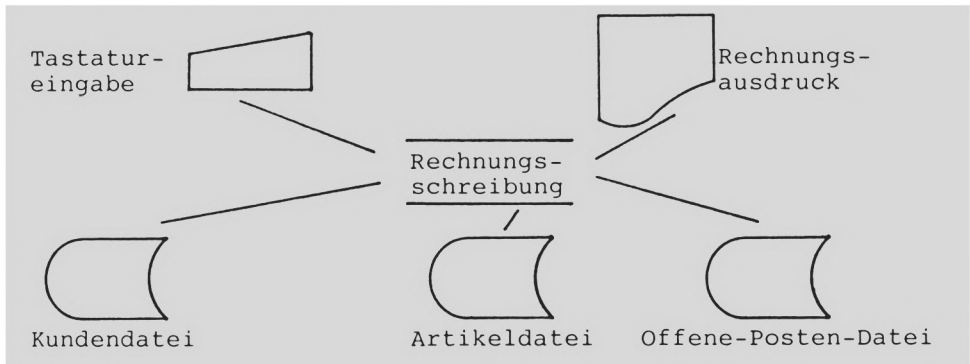 Tastatur-
eingabe
Rechnungs-
ausdruck
Rechnungs-
schreibung
Kundendatei
Artikeldatei
Offene-Posten-Datei